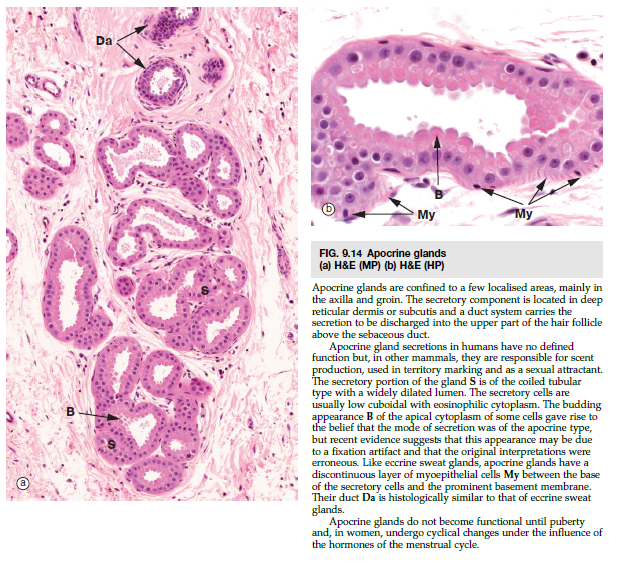 Da
S
B
S
a
B
b
My
My
FIG. 9.14 Apocrine glands
(a) H&E (MP) (b) H&E (HP)
Apocrine glands are confined to a few localised areas, mainly in
the axilla and groin. The secretory component is located in deep
reticular dermis or subcutis and a duct system carries the
secretion to be discharged into the upper part of the hair follicle
above the sebaceous duct.
Apocrine gland secretions in humans have no defined
function but, in other mammals, they are responsible for scent
production, used in territory marking and as a sexual attractant.
The secretory portion of the gland S is of the coiled tubular
type with a widely dilated lumen. The secretory cells are
usually low cuboidal with eosinophilic cytoplasm. The budding
appearance B of the apical cytoplasm of some cells gave rise to
the belief that the mode of secretion was of the apocrine type,
but recent evidence suggests that this appearance may be due
to a fixation artifact and that the original interpretations were
erroneous. Like eccrine sweat glands, apocrine glands have a
discontinuous layer of myoepithelial cells My between the base
of the secretory cells and the prominent basement membrane.
Their duct Da is histologically similar to that of eccrine sweat
glands.
Apocrine glands do not become functional until puberty
and, in women, undergo cyclical changes under the influence of
the hormones of the menstrual cycle.